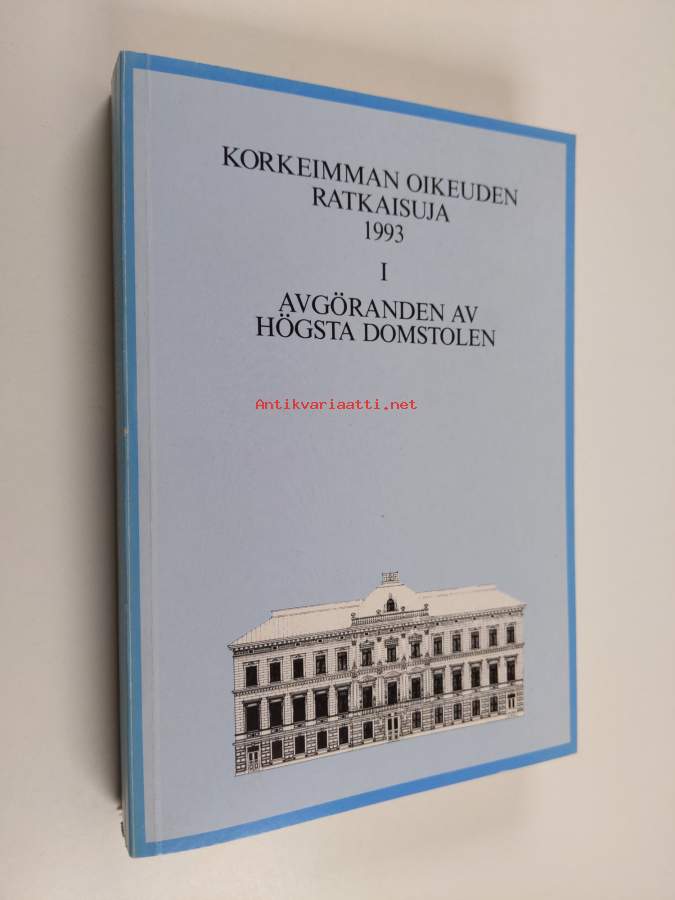 KORKEIMMAN OIKEUDEN
RATKAISUJA
1993
I
AVGÖRANDEN AV
HÖGSTA DOMSTOLEN
Antikvariaatti.net